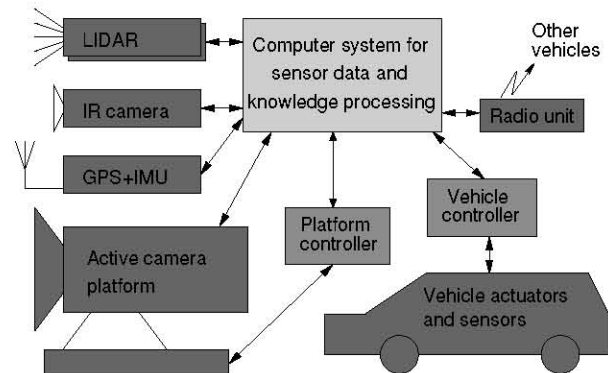 LIDAR
Computer system for
sensor data and
knowledge processing
Other
vehicles
IR camera
Radio unit
GPS+IMU
Vehicle
controller
Platform
controller
Active camera
platform
Vehicle actuators
and sensors